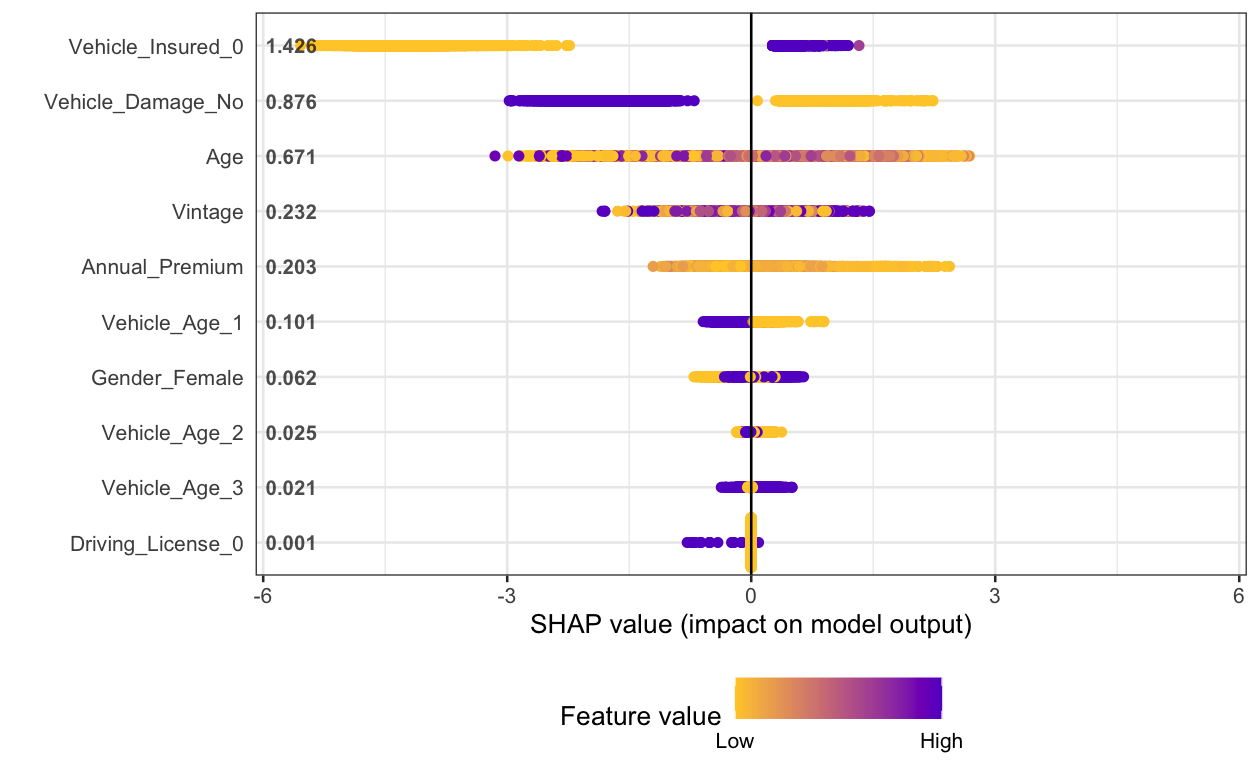 Vehicle_Insured_0 1.426
Vehicle_Damage_No 0.876
Age 0.671
Vintage 0.232
Annual_Premium 0.203
Vehicle_Age_1 0.101
Gender_Female 0.062
Vehicle_Age_2 0.025
Vehicle_Age_3 0.021
Driving_License_0 0.001
-6 -3 0 3 6
SHAP value (impact on model output)
Feature value
Low High